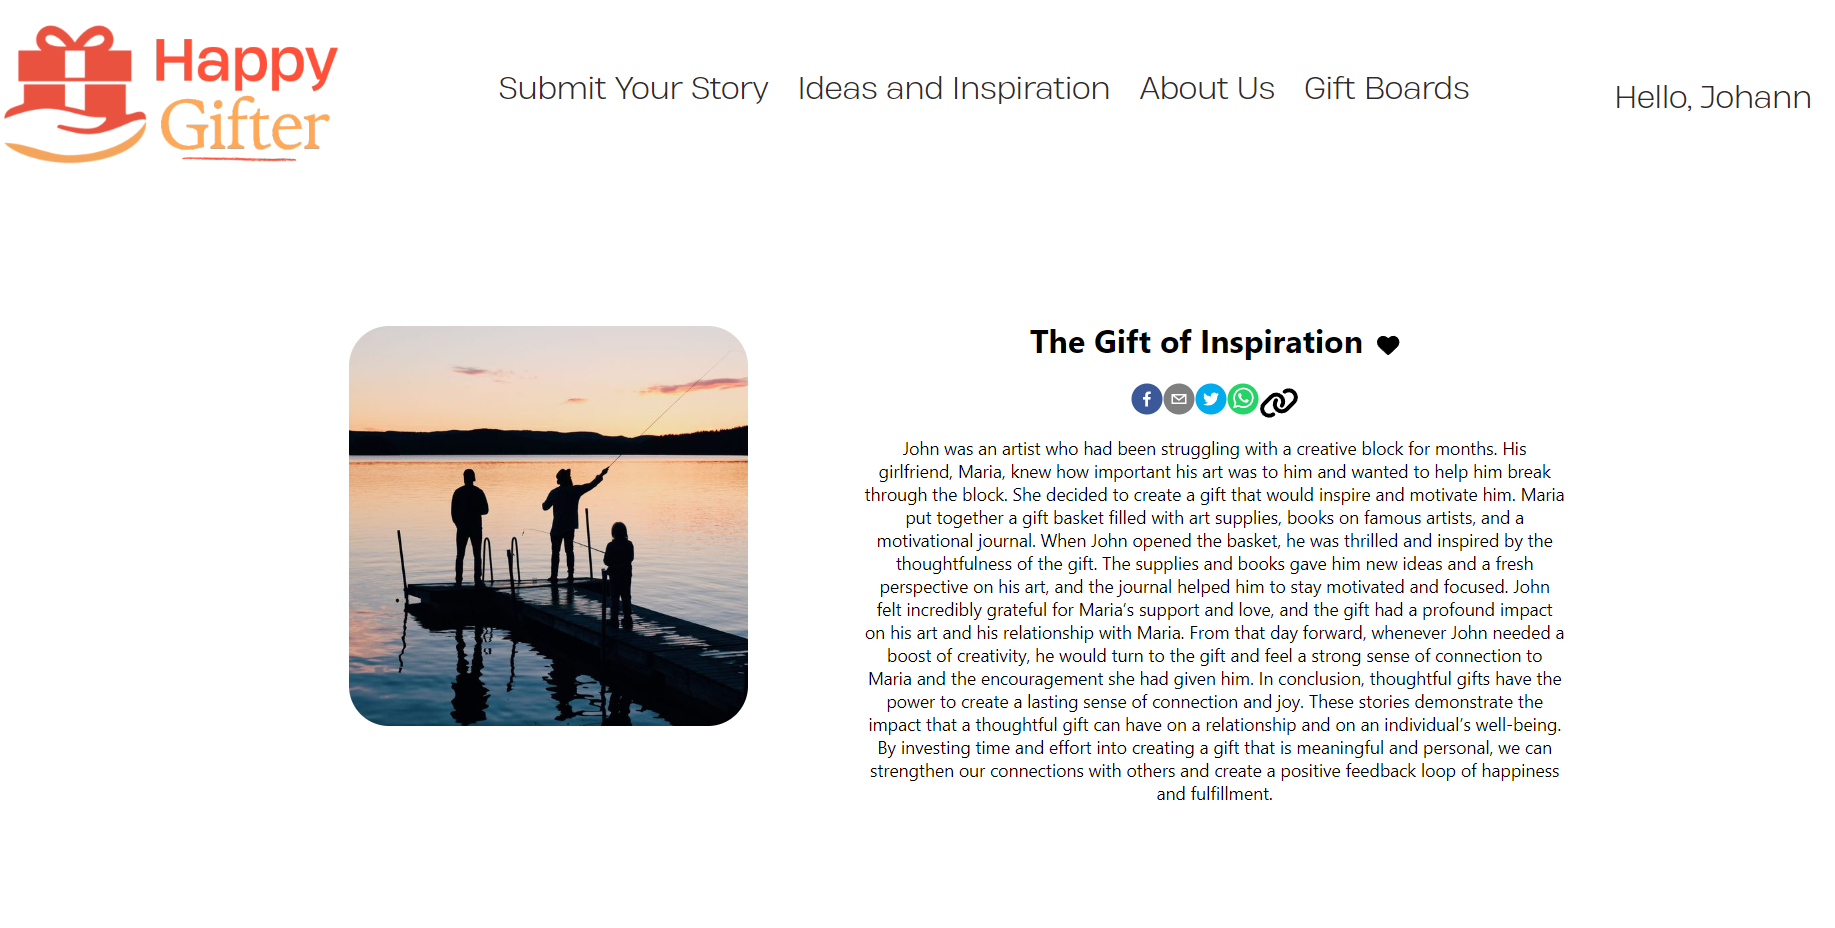 Happy
Gifter
Submit Your Story
Ideas and Inspiration
About Us
Gift Boards
Hello, Johann
The Gift of Inspiration
John was an artist who had been struggling with a creative block for months. His
girlfriend, Maria, knew how important his art was to him and wanted to help him break
through the block. She decided to create a gift that would inspire and motivate him. Maria
put together a gift basket filled with art supplies, books on famous artists, and a
motivational journal. When John opened the basket, he was thrilled and inspired by the
thoughtfulness of the gift. The supplies and books gave him new ideas and a fresh
perspective on his art, and the journal helped him to stay motivated and focused. John
felt incredibly grateful for Maria’s support and love, and the gift had a profound impact
on his art and his relationship with Maria. From that day forward, whenever John needed a
boost of creativity, he would turn to the gift and feel a strong sense of connection to
Maria and the encouragement she had given him. In conclusion, thoughtful gifts have the
power to create a lasting sense of connection and joy. These stories demonstrate the
impact that a thoughtful gift can have on a relationship and on an individual’s well-being.
By investing time and effort into creating a gift that is meaningful and personal, we can
strengthen our connections with others and create a positive feedback loop of happiness
and fulfillment.